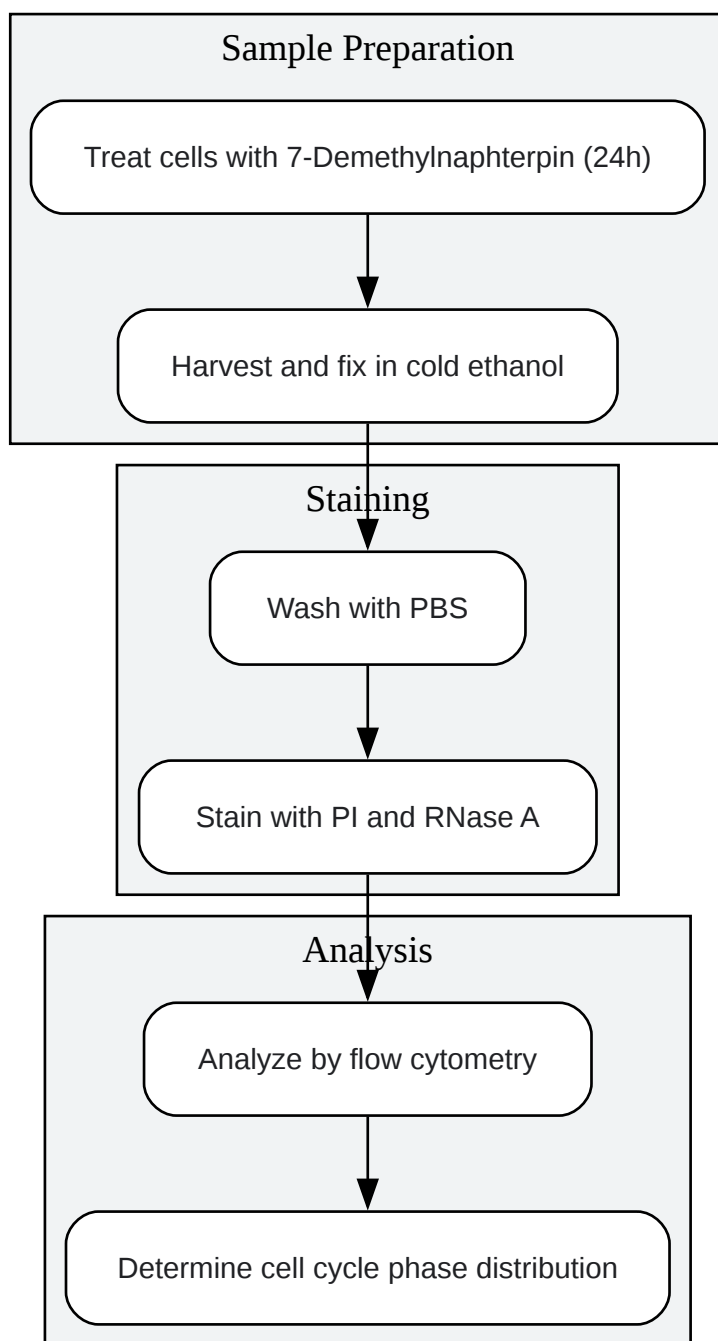 Sample Preparation
Treat cells with 7-Demethylnaphterpin (24h)
Harvest and fix in cold ethanol
Staining
Wash with PBS
Stain with PI and RNase A
Analysis
Analyze by flow cytometry
Determine cell cycle phase distribution